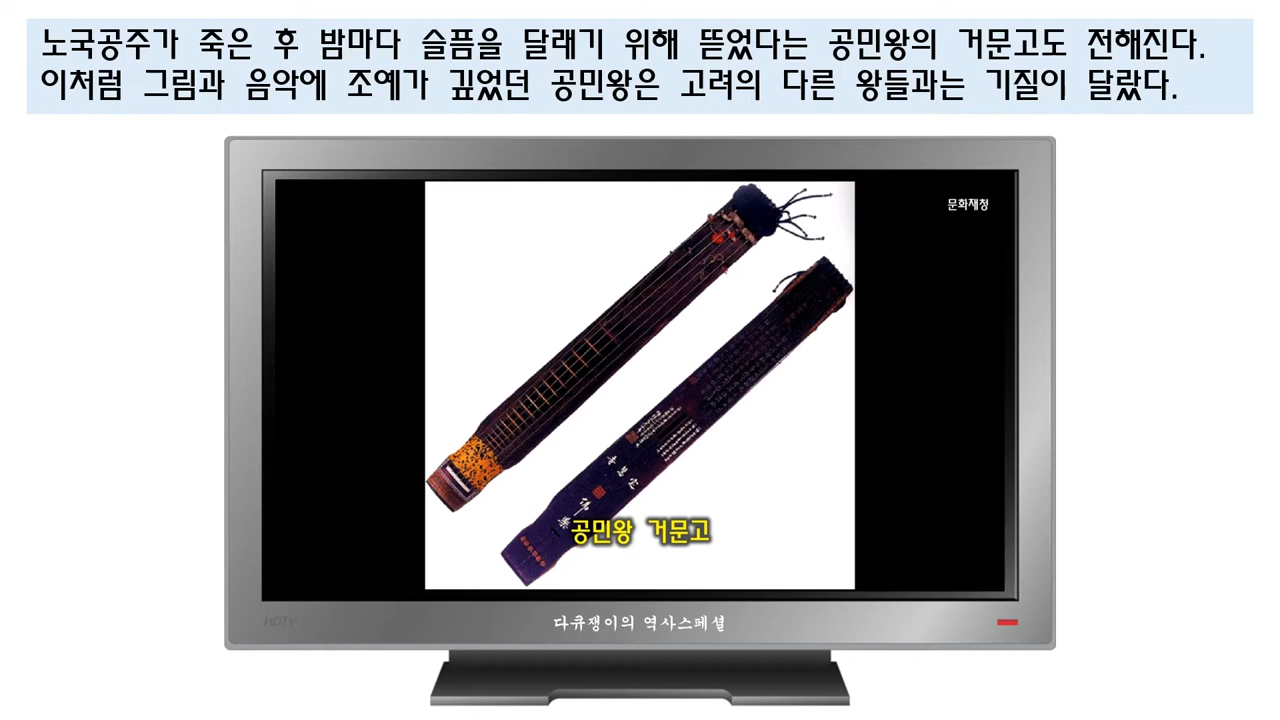 노국공주가 죽은 후 밤마다 슬픔을 달래기 위해 뜯었다는 공민왕의 거문고도 전해진다.
이처럼 그림과 음악에 조예가 깊었던 공민왕은 고려의 다른 왕들과는 기질이 달랐다.
문화재청
공민왕 거문고
HDTV
다큐쟁이의 역사스페셜